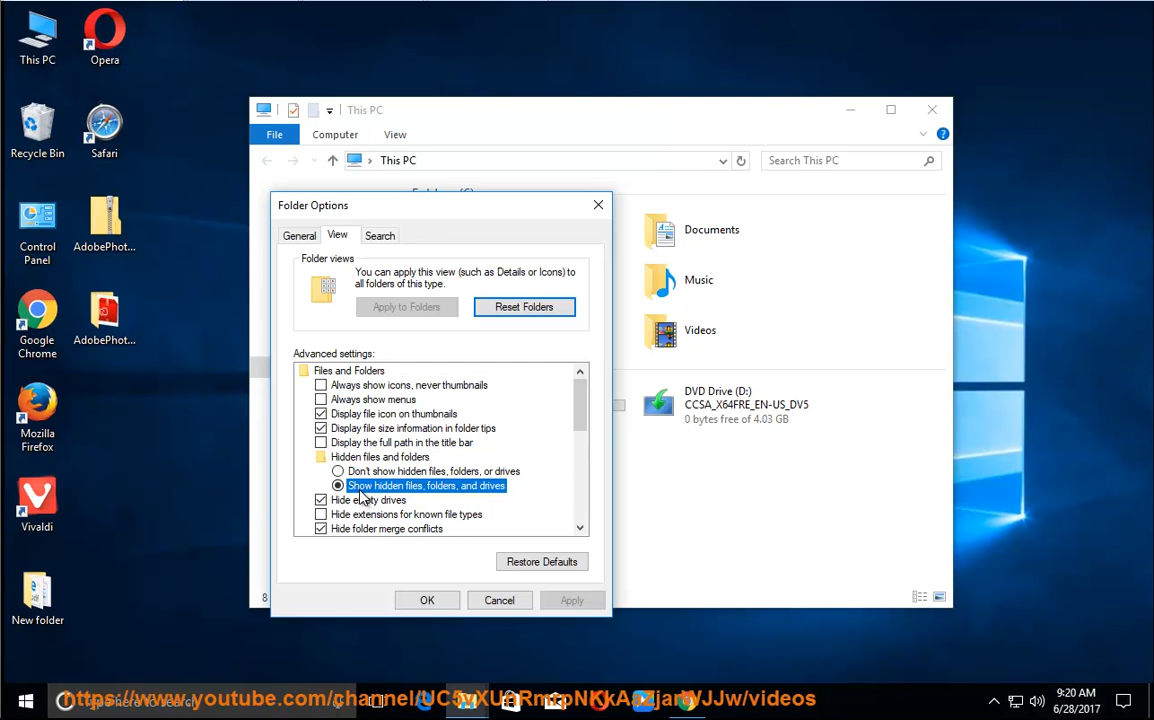 This PC
Opera
Recycle Bin
Safari
Control
Panel
AdobePhot...
Google
Chrome
AdobePhot...
Mozilla
Firefox
Vivaldi
New folder
This PC
File
Computer
View
This PC
Search This PC
Documents
Music
Videos
DVD Drive (D:)
CCSA_X64FRE_EN-US_DV5
0 bytes free of 4.03 GB
8
Folder Options
General
View
Search
Folder views
You can apply this view (such as Details or Icons) to
all folders of this type.
Apply to Folders
Reset Folders
Advanced settings:
Files and Folders
Always show icons, never thumbnails
Always show menus
Display file icon on thumbnails
Display file size information in folder tips
Display the full path in the title bar
Hidden files and folders
Don't show hidden files, folders, or drives
Show hidden files, folders, and drives
Hide empty drives
Hide extensions for known file types
Hide folder merge conflicts
Restore Defaults
OK
Cancel
Apply
9:20 AM
6/28/2017